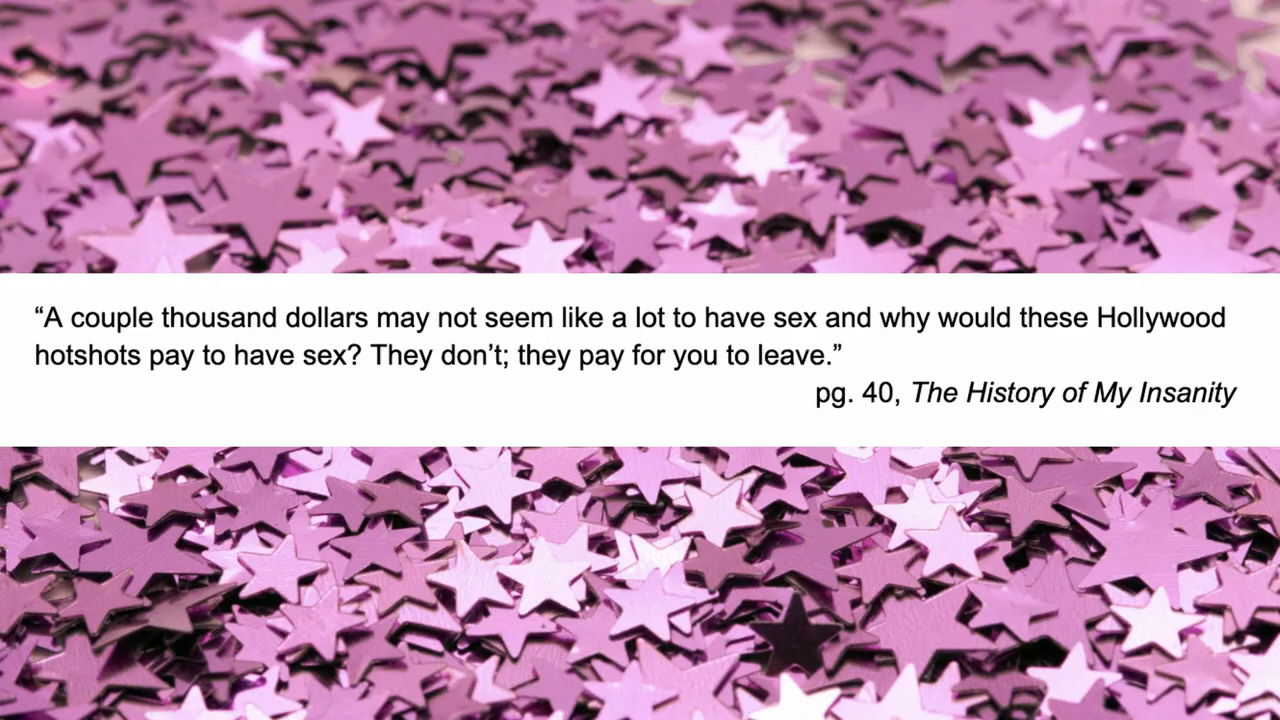 “A couple thousand dollars may not seem like a lot to have sex and why would these Hollywood
hotshots pay to have sex? They don’t; they pay for you to leave.”
pg. 40, The History of My Insanity